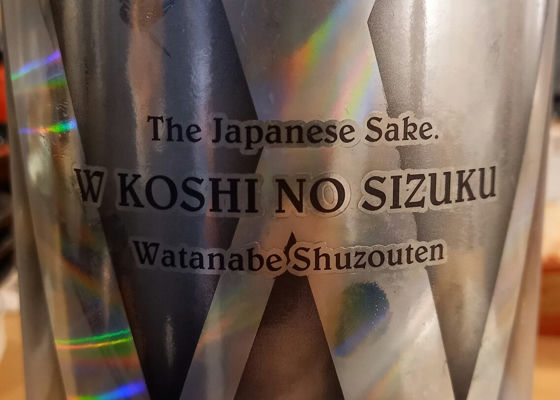 The Japanese Sake.
W KOSHI NO SIZUKU
Watanabe Shuzouten